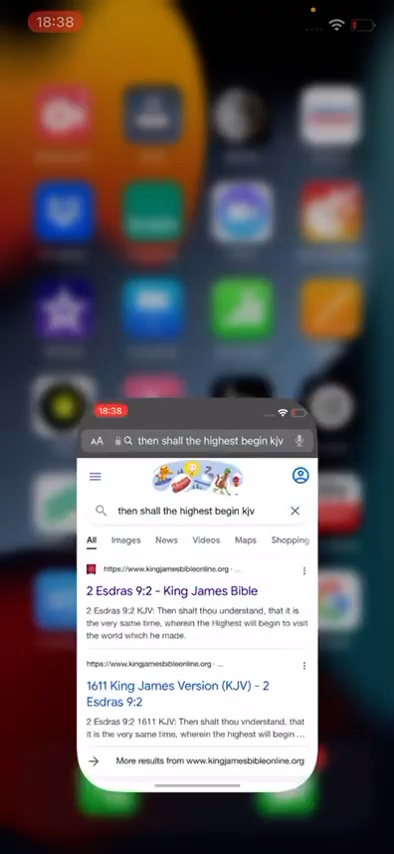 18:38
18:38
AA then shall the highest begin kjv
then shall the highest begin kjv
All Images News Videos Maps Shopping
https://www.kingjamesbibleonline.org › ...
2 Esdras 9:2 - King James Bible
2 Esdras 9:2 KJV: Then shalt thou understand, that it is
the very same time, wherein the Highest will begin to visit
the world which he made.
https://www.kingjamesbibleonline.org › ...
1611 King James Version (KJV) - 2
Esdras 9:2
2 Esdras 9:2 1611 KJV: Then shalt thou vnderstand, that
it is the very same time, wherein the highest will begin ...
More results from www.kingjamesbibleonline.org